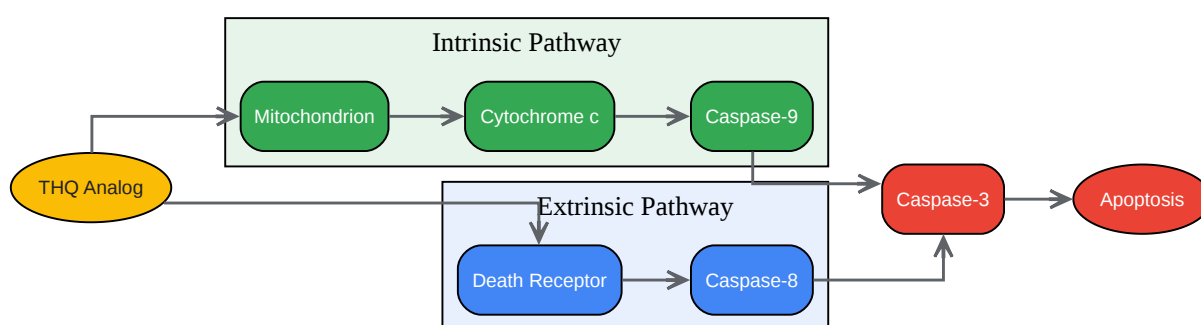 Intrinsic Pathway
Mitochondrion
Cytochrome c
Caspase-9
THQ Analog
Caspase-3
Apoptosis
Extrinsic Pathway
Death Receptor
Caspase-8